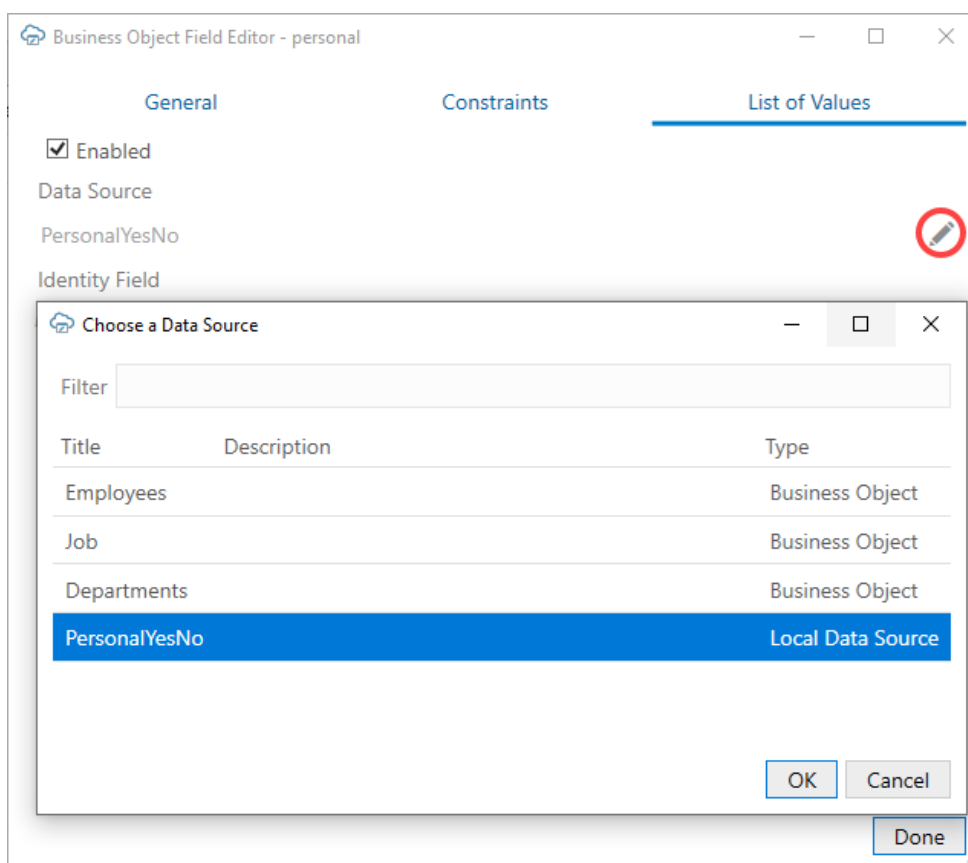 Business Object Field Editor - personal
General Constraints List of Values
Enabled
Data Source
PersonalYesNo
Identity Field
Choose a Data Source
Filter
Title Description Type
Employees Business Object
Job Business Object
Departments Business Object
PersonalYesNo Local Data Source
OK Cancel
Done